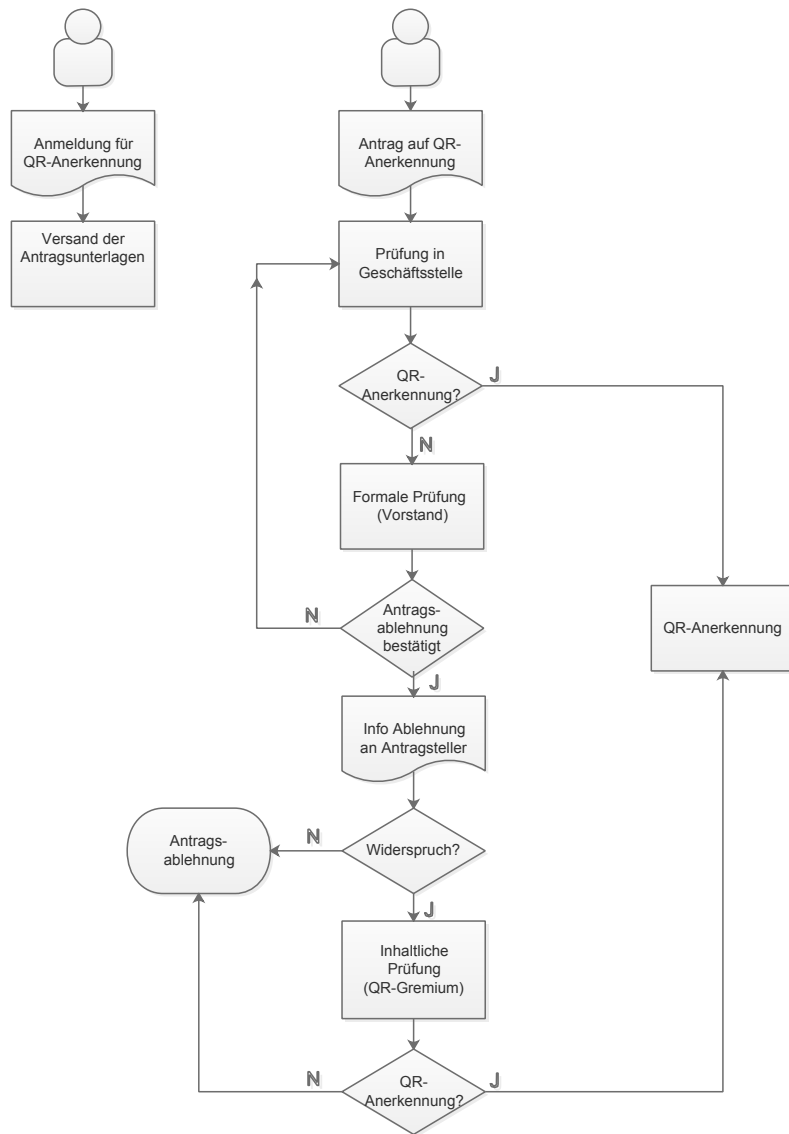 Anmeldung für
QR-Anerkennung
Versand der
Antragsunterlagen
Antrag auf QR-
Anerkennung
Prüfung in
Geschäftsstelle
QR-
Anerkennung?
J
N
Formale Prüfung
(Vorstand)
Antrags-
ablehnung
bestätigt
N
J
QR-Anerkennung
Info Ablehnung
an Antragsteller
Widerspruch?
N
J
Antrags-
ablehnung
Inhaltliche
Prüfung
(QR-Gremium)
QR-
Anerkennung?
N
J